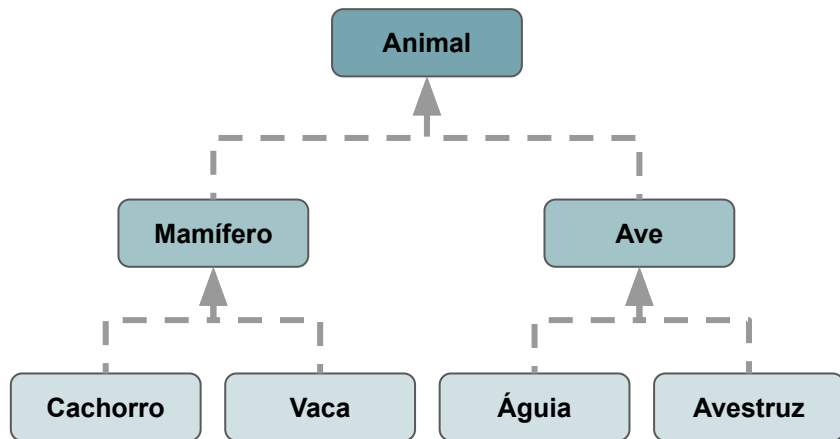 Animal
Mamífero
Ave
Cachorro
Vaca
Águia
Avestruz